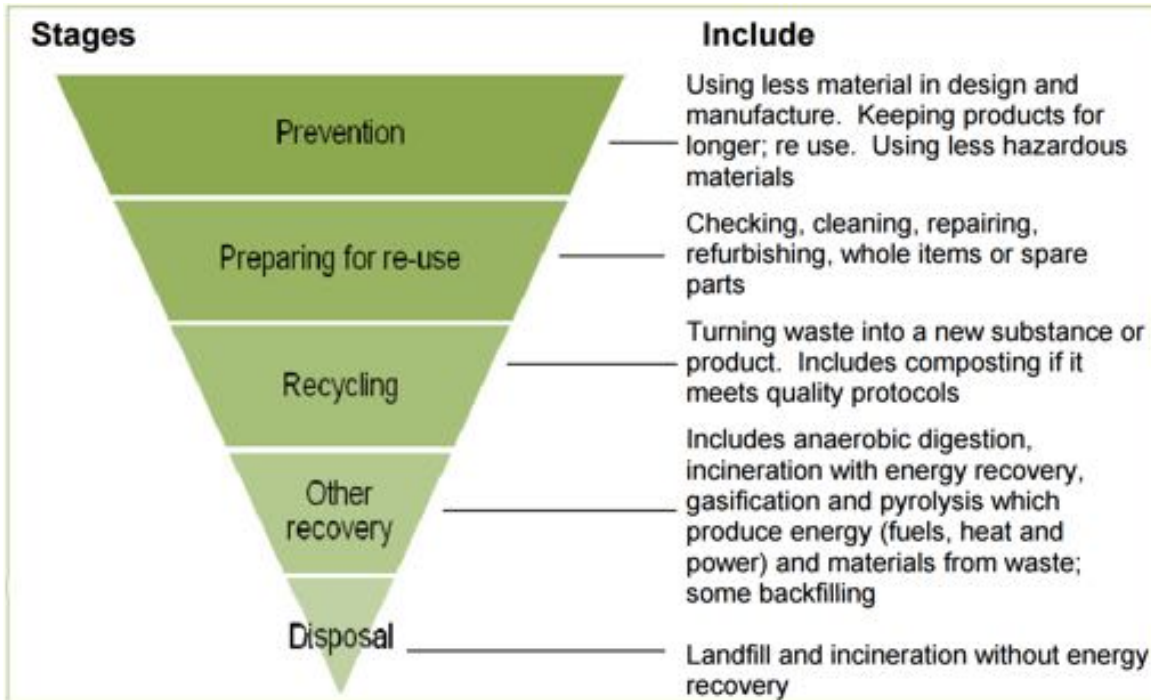 Stages
Include
Prevention
Using less material in design and
manufacture. Keeping products for
longer; re use. Using less hazardous
materials
Preparing for re-use
Checking, cleaning, repairing,
refurbishing, whole items or spare
parts
Recycling
Turning waste into a new substance or
product. Includes composting if it
meets quality protocols
Other
recovery
Includes anaerobic digestion,
incineration with energy recovery,
gasification and pyrolysis which
produce energy (fuels, heat and
power) and materials from waste;
some backfilling
Disposal
Landfill and incineration without energy
recovery